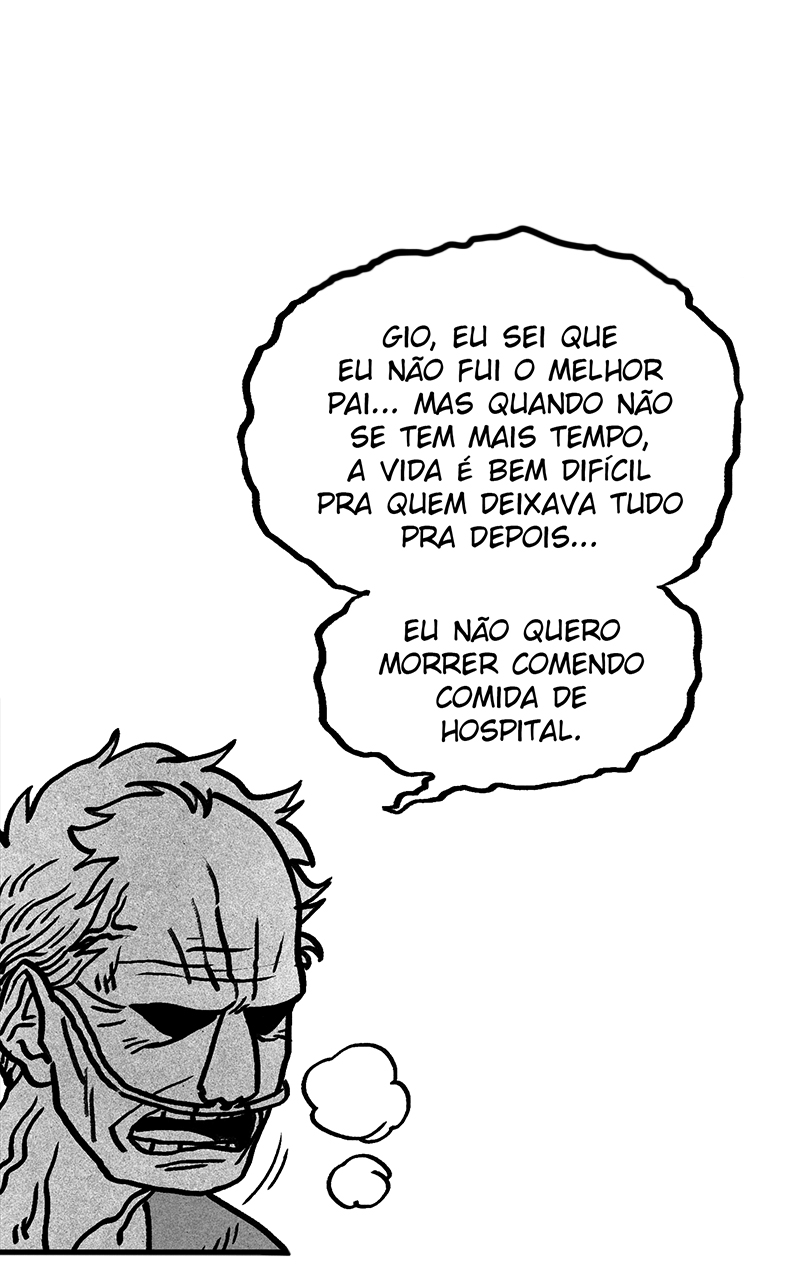 GIO, EU SEI QUE
EU NÃO FUI O MELHOR
PAI... MAS QUANDO NÃO
SE TEM MAIS TEMPO,
A VIDA É BEM DIFÍCIL
PRA QUEM DEIXAVA TUDO
PRA DEPOIS...
EU NÃO QUERO
MORRER COMENDO
COMIDA DE
HOSPITAL.